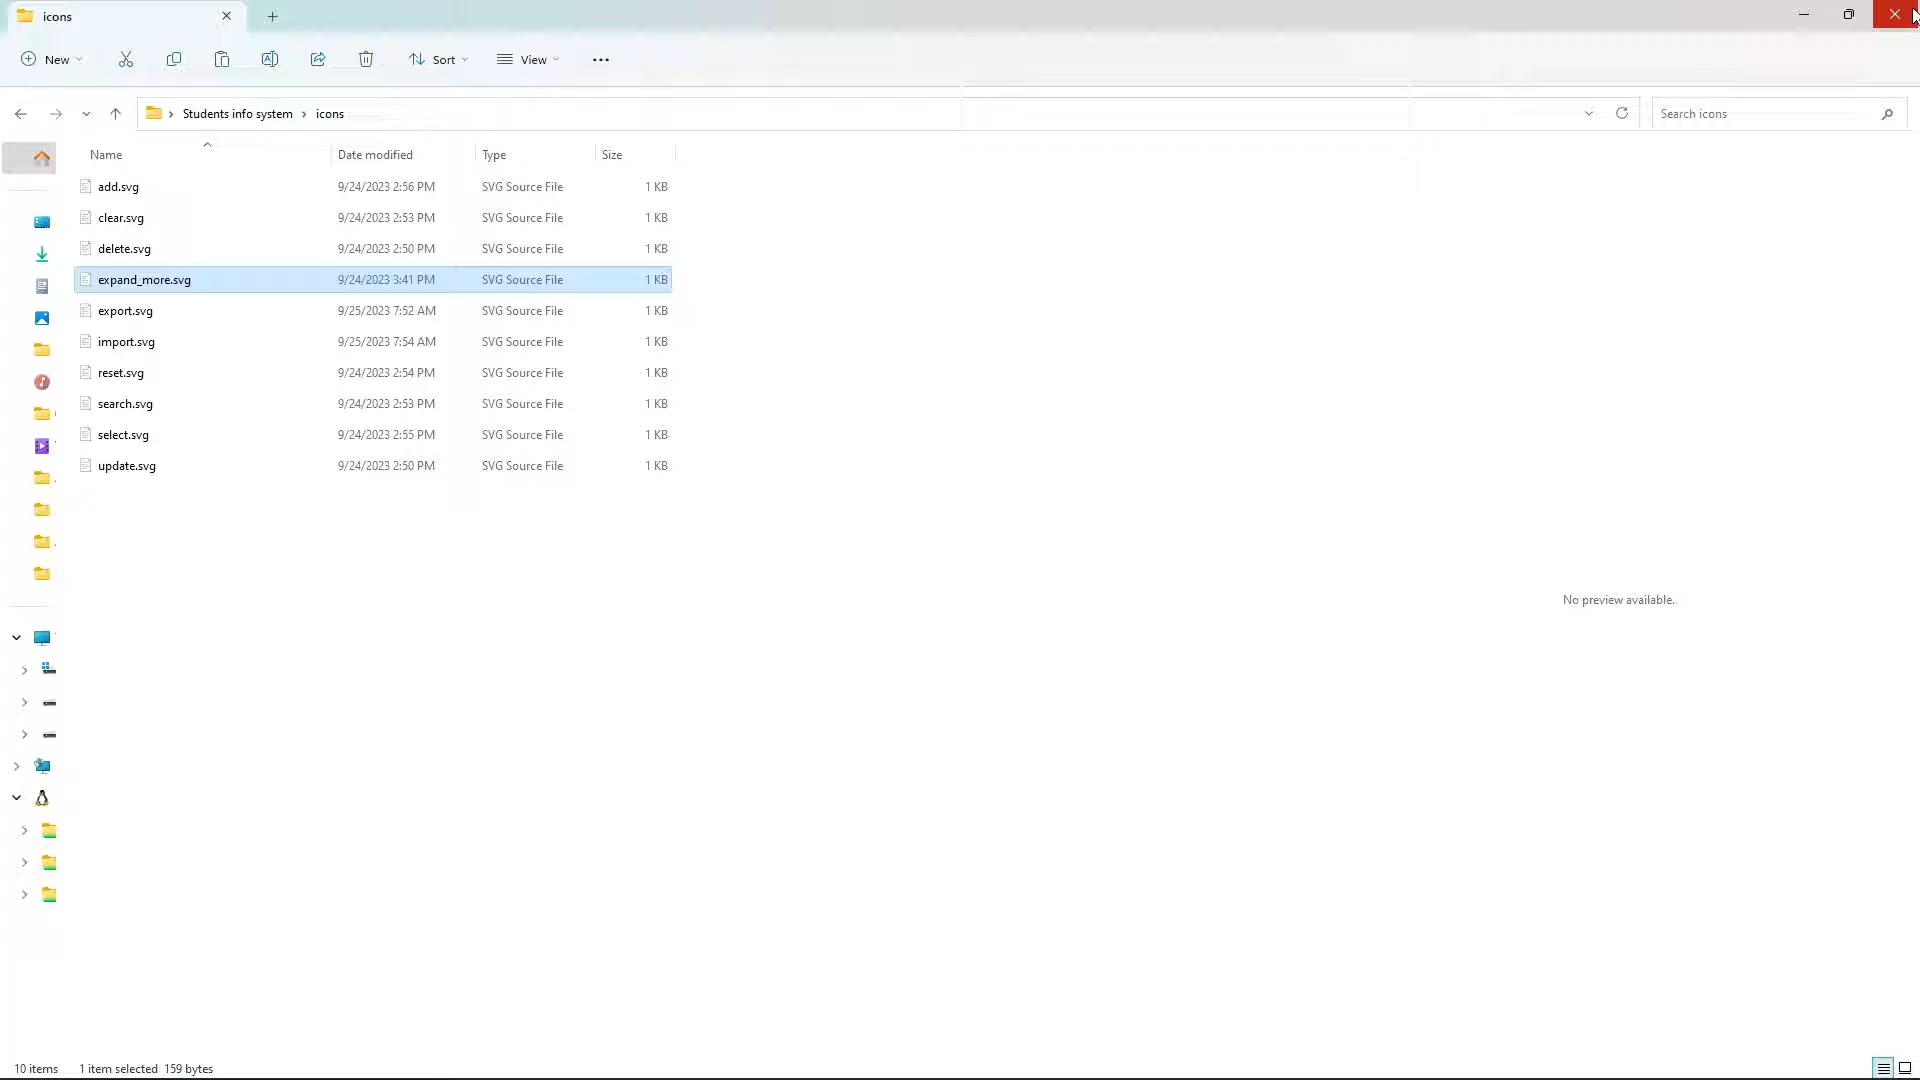 icons
New
Sort
View
Students info system
icons
Search icons
Name Date modified Type Size
add.svg 9/24/2023 2:56 PM SVG Source File 1 KB
clear.svg 9/24/2023 2:53 PM SVG Source File 1 KB
delete.svg 9/24/2023 2:50 PM SVG Source File 1 KB
expand_more.svg 9/24/2023 3:41 PM SVG Source File 1 KB
export.svg 9/25/2023 7:52 AM SVG Source File 1 KB
import.svg 9/25/2023 7:54 AM SVG Source File 1 KB
reset.svg 9/24/2023 2:54 PM SVG Source File 1 KB
search.svg 9/24/2023 2:53 PM SVG Source File 1 KB
select.svg 9/24/2023 2:55 PM SVG Source File 1 KB
update.svg 9/24/2023 2:50 PM SVG Source File 1 KB
No preview available.
10 items 1 item selected 159 bytes